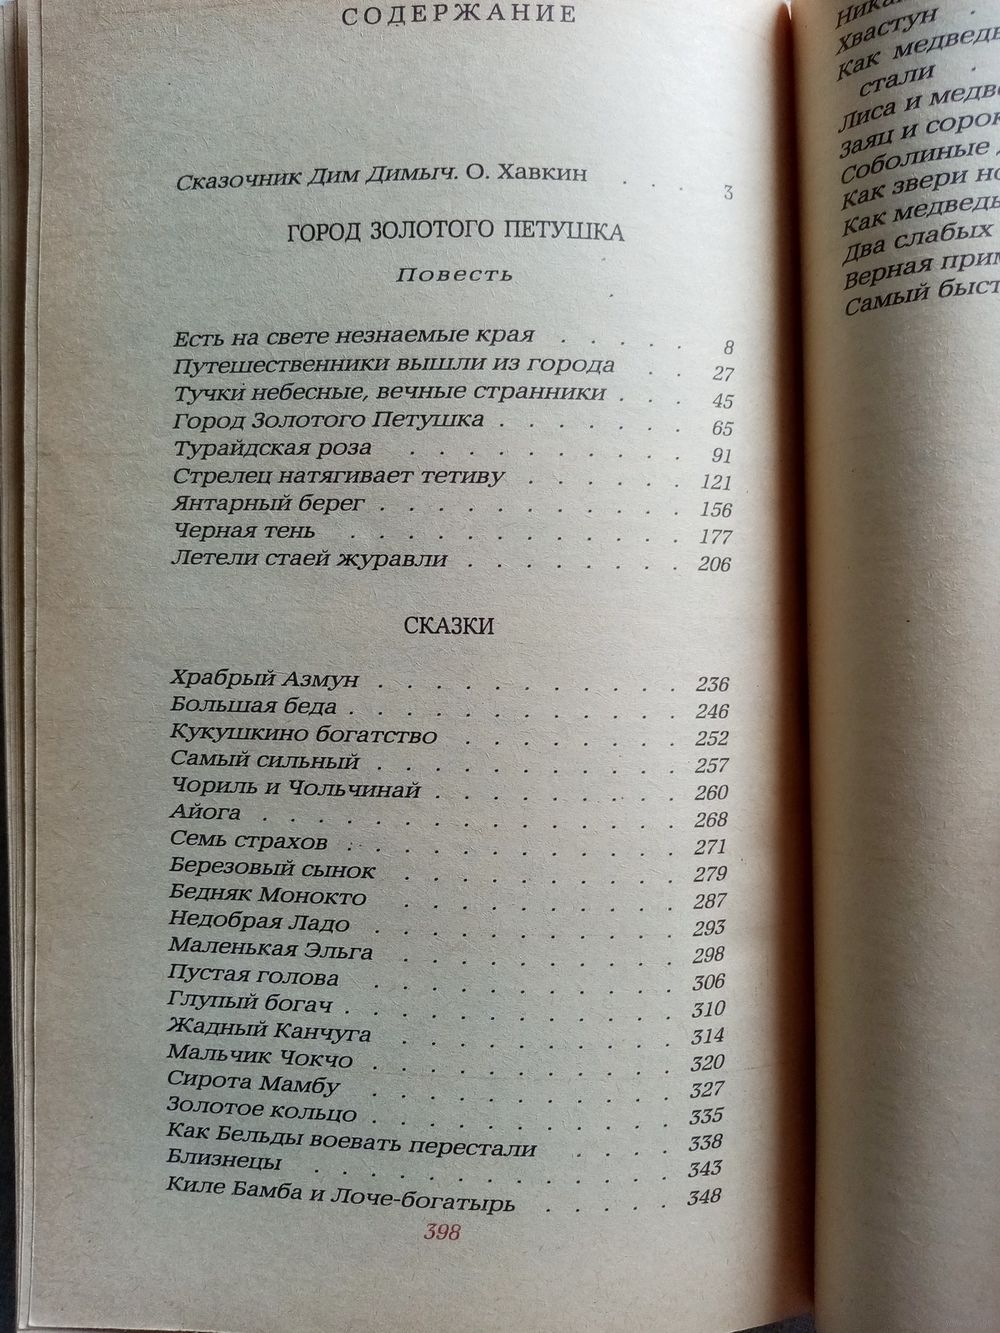 СОДЕРЖАНИЕ
Сказочник Дим Димыч. О. Хавкин . . . 3
ГОРОД ЗОЛОТОГО ПЕТУШКА
Повесть
Есть на свете незнаемые края . . . . . 8
Путешественники вышли из города . . 27
Тучки небесные, вечные странники . . . 45
Город Золотого Петушка . . . . . . . 65
Турайдская роза . . . . . . . . . . 91
Стрелец натягивает тетиву . . . . . . 121
Янтарный берег . . . . . . . . . . . 156
Черная тень . . . . . . . . . . . . 177
Летели стаей журавли . . . . . . . . 206
СКАЗКИ
Храбрый Азмун . . . . . . . . . . . 236
Большая беда . . . . . . . . . . . . 246
Кукушкино богатство . . . . . . . . 252
Самый сильный . . . . . . . . . . . 257
Чориль и Чольчинай . . . . . . . . . 260
Айога . . . . . . . . . . . . . . . 268
Семь страхов . . . . . . . . . . . . 271
Березовый сынок . . . . . . . . . . 279
Бедняк Монокто . . . . . . . . . . 287
Недобрая Ладо . . . . . . . . . . . 293
Маленькая Эльга . . . . . . . . . . 298
Пустая голова . . . . . . . . . . . 306
Глупый богач . . . . . . . . . . . . 310
Жадный Канчуга . . . . . . . . . . 314
Мальчик Чокчо . . . . . . . . . . . 320
Сирота Мамбу . . . . . . . . . . . 327
Золотое кольцо . . . . . . . . . . . 335
Как Бельды воевать перестали . . . . 338
Близнецы . . . . . . . . . . . . . 343
Киле Бамба и Лоче-богатырь . . . . . 348
398
Хвастун .
Как медведь
стали .
Лиса и
Заяц и
Соболиные
Как звери
Как медведь
Два слабых
Верная
Самый